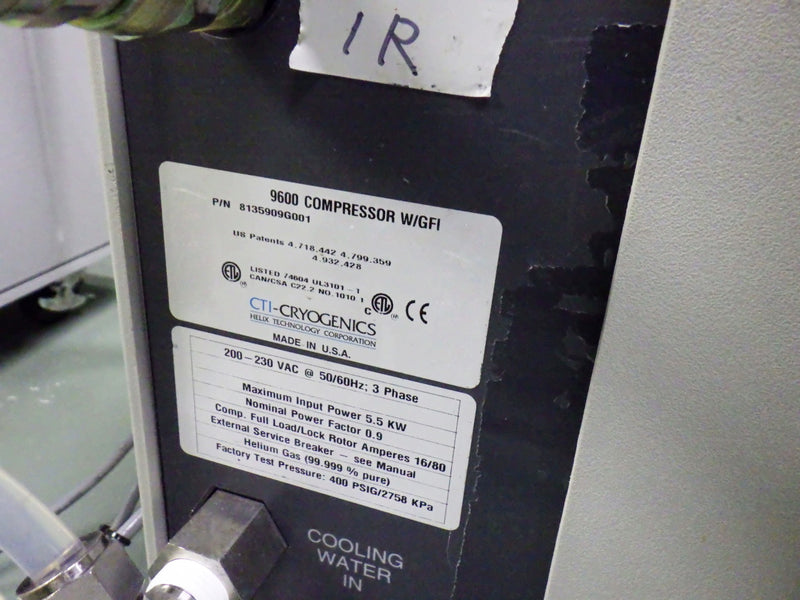 1R
9600 COMPRESSOR W/GFI
P/N 8135909G001
US Patents 4,718,442 4,799,359
4,932,428
LISTED 74604 UL3101-1
CAN/CSA C22.2 NO.1010 1
ETL
C ETL CE
CTI-CRYOGENICS
HELIX TECHNOLOGY CORPORATION
MADE IN U.S.A.
200-230 VAC @ 50/60Hz; 3 Phase
Maximum Input Power 5.5 KW
Nominal Power Factor 0.9
Comp. Full Load/Lock Rotor Amperes 16/80
External Service Breaker - see Manual
Helium Gas (99.999 % pure)
Factory Test Pressure: 400 PSIG/2758 KPa
COOLING
WATER
IN